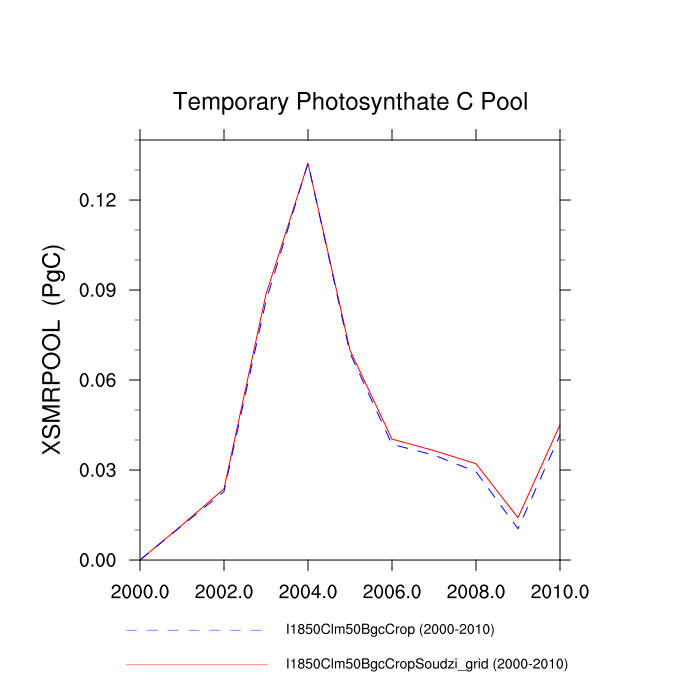 Temporary Photosynthate C Pool
XSMRPOOL (PgC)
0.12
0.09
0.06
0.03
0.00
2000.0 2002.0 2004.0 2006.0 2008.0 2010.0
I1850Clm50BgcCrop (2000-2010)
I1850Clm50BgcCropSoudzi_grid (2000-2010)